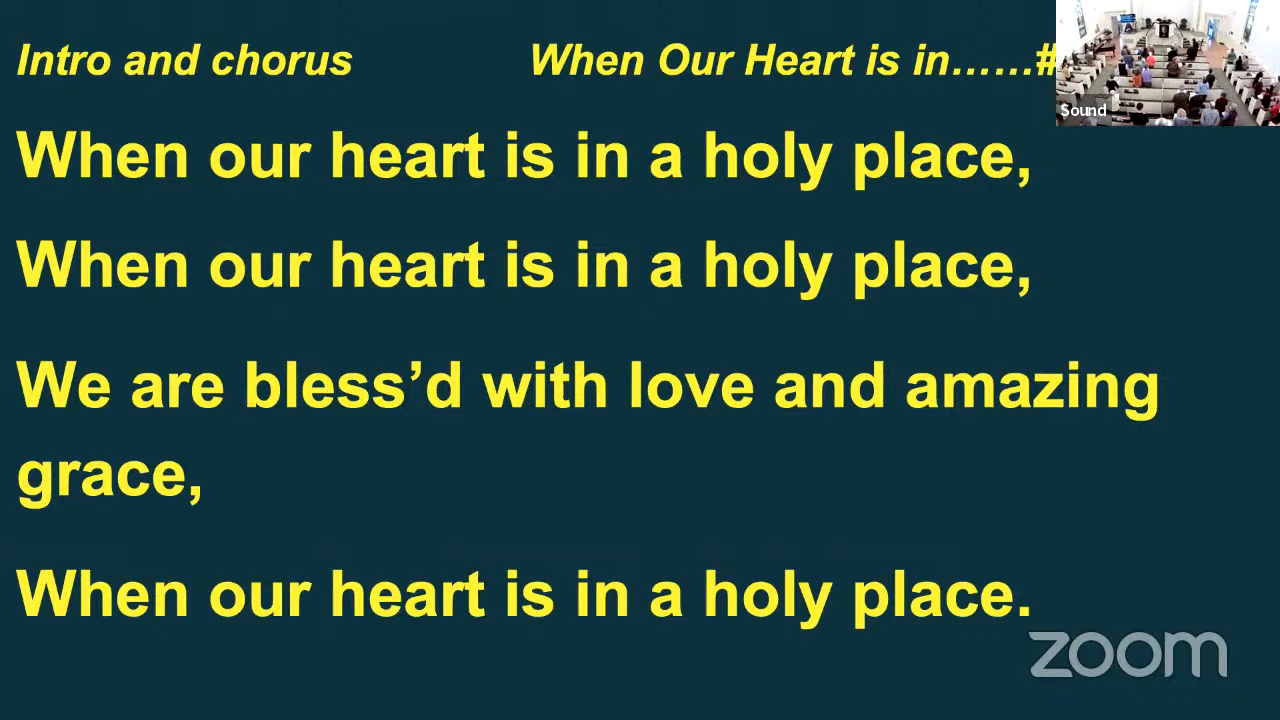 Intro and chorus When Our Heart is in……#
Sound
When our heart is in a holy place,
When our heart is in a holy place,
We are bless’d with love and amazing
grace,
When our heart is in a holy place.
zoom